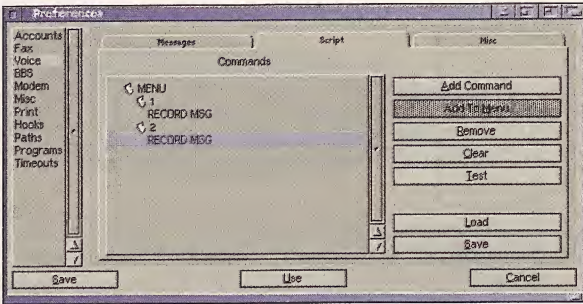 Preferences
Accounts
Fax
Voice
BBS
Modem
Misc
Print
Hooks
Paths
Programs
Timeouts
Messages
Script
Misc
Commands
MENU
1
RECORD MSG
2
RECORD MSG
Add Command
Add To Menu
Remove
Clear
Test
Load
Save
Save
Use
Cancel